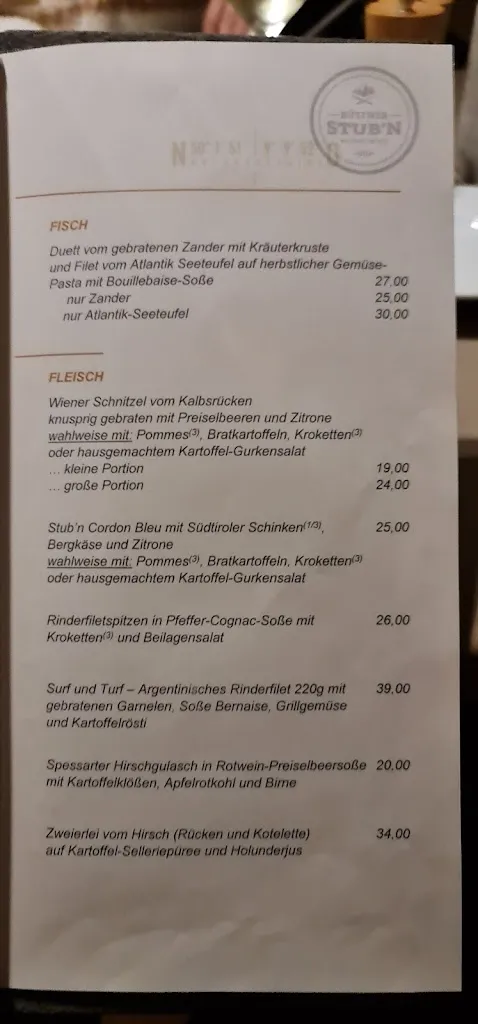 STUB'N
FISCH
Duett vom gebratenen Zander mit Kräuterkruste
und Filet vom Atlantik Seeteufel auf herbstlicher Gemüse-
Pasta mit Bouillebaise-Soße 27,00
nur Zander 25,00
nur Atlantik-Seeteufel 30,00
FLEISCH
Wiener Schnitzel vom Kalbsrücken
knusprig gebraten mit Preiselbeeren und Zitrone
wahlweise mit: Pommes(3), Bratkartoffeln, Kroketten(3)
oder hausgemachtem Kartoffel-Gurkensalat
... kleine Portion 19,00
... große Portion 24,00
Stub'n Cordon Bleu mit Südtiroler Schinken(1/3), 25,00
Bergkäse und Zitrone
wahlweise mit: Pommes(3), Bratkartoffeln, Kroketten(3)
oder hausgemachtem Kartoffel-Gurkensalat
Rinderfiletspitzen in Pfeffer-Cognac-Soße mit 26,00
Kroketten(3) und Beilagensalat
Surf und Turf – Argentinisches Rinderfilet 220g mit 39,00
gebratenen Garnelen, Soße Bernaise, Grillgemüse
und Kartoffelrösti
Spessarter Hirschgulasch in Rotwein-Preiselbeersoße 20,00
mit Kartoffelklößen, Apfelrotkohl und Birne
Zweierlei vom Hirsch (Rücken und Kotelette) 34,00
auf Kartoffel-Selleriepüree und Holunderjus